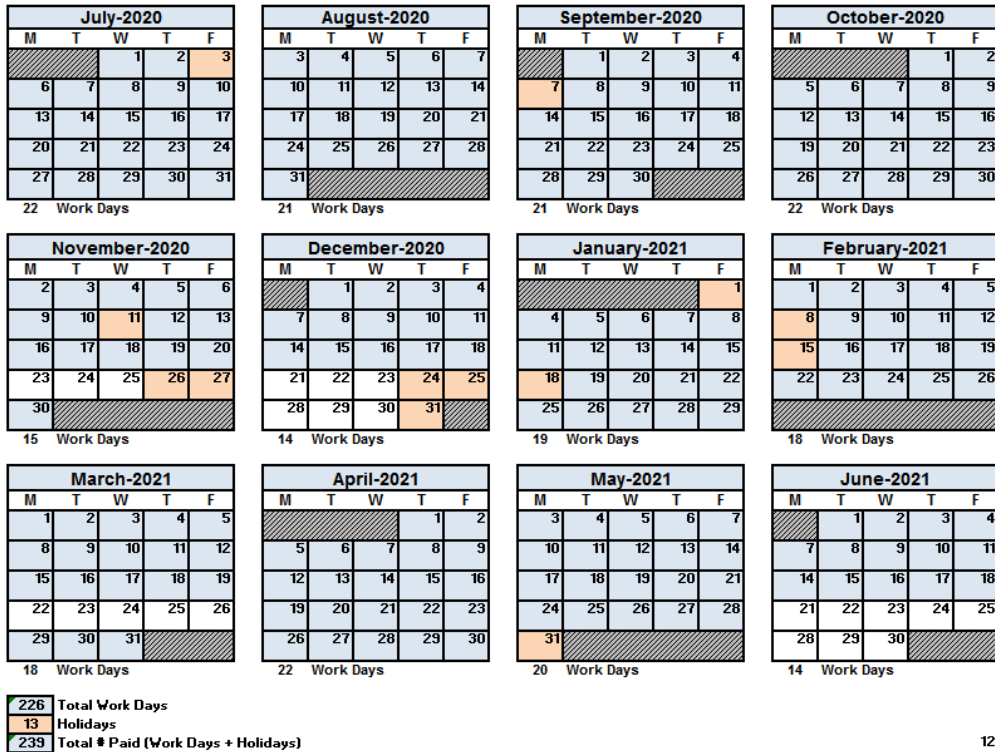 July-2020 August-2020 September-2020 October-2020
M T W T F M T W T F M T W T F M T W T F
1 2 3 3 4 5 6 7 1 2 3 4 1 2
6 7 8 9 10 10 11 12 13 14 7 8 9 10 11 5 6 7 8 9
13 14 15 16 17 17 18 19 20 21 14 15 16 17 18 12 13 14 15 16
20 21 22 23 24 24 25 26 27 28 21 22 23 24 25 19 20 21 22 23
27 28 29 30 31 31 28 29 30 26 27 28 29 30
22 Work Days 21 Work Days 21 Work Days 22 Work Days
November-2020 December-2020 January-2021 February-2021
M T W T F M T W T F M T W T F M T W T F
2 3 4 5 6 1 2 3 4 1 1 2 3 4 5
9 10 11 12 13 7 8 9 10 11 4 5 6 7 8 8 9 10 11 12
16 17 18 19 20 14 15 16 17 18 11 12 13 14 15 15 16 17 18 19
23 24 25 26 27 21 22 23 24 25 18 19 20 21 22 22 23 24 25 26
30 28 29 30 31 25 26 27 28 29
15 Work Days 14 Work Days 19 Work Days 18 Work Days
March-2021 April-2021 May-2021 June-2021
M T W T F M T W T F M T W T F M T W T F
1 2 3 4 5 1 2 3 4 5 6 7 1 2 3 4
8 9 10 11 12 5 6 7 8 9 10 11 12 13 14 7 8 9 10 11
15 16 17 18 19 12 13 14 15 16 17 18 19 20 21 14 15 16 17 18
22 23 24 25 26 19 20 21 22 23 24 25 26 27 28 21 22 23 24 25
29 30 31 26 27 28 29 30 31 28 29 30
18 Work Days 22 Work Days 20 Work Days 14 Work Days
226 Total Work Days
13 Holidays
239 Total # Paid (Work Days + Holidays) 12